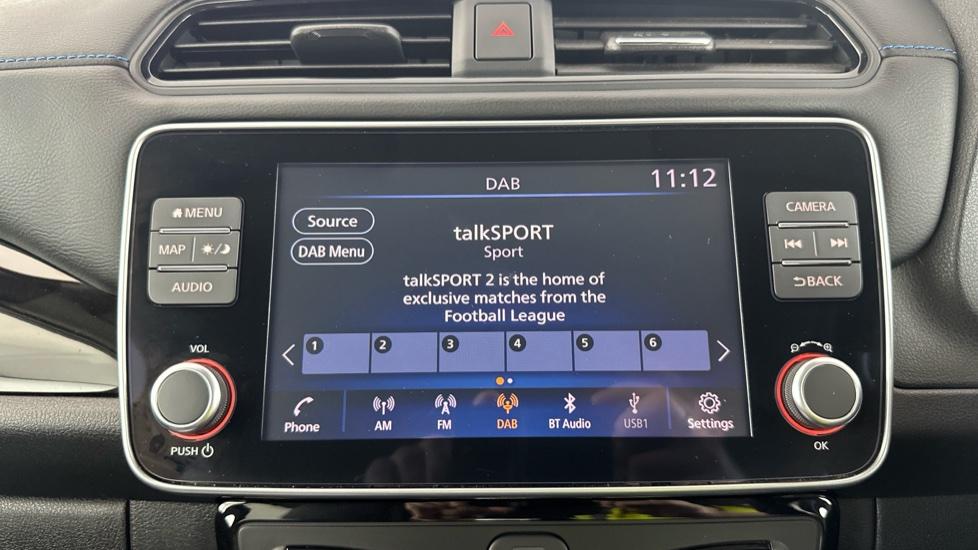 DAB
11:12
MENU
MAP
AUDIO
Source
DAB Menu
talkSPORT
Sport
talkSPORT 2 is the home of
exclusive matches from the
Football League
1 2 3 4 5 6
Phone AM FM DAB BT Audio USB1 Settings
CAMERA
BACK
VOL
PUSH
OK